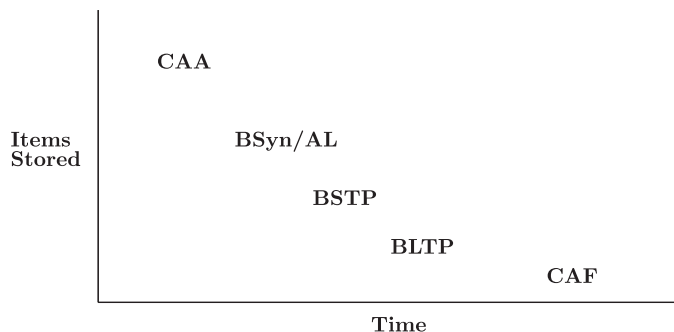 CAA
Items
Stored
BSyn/AL
BSTP
BLTP
CAF
Time